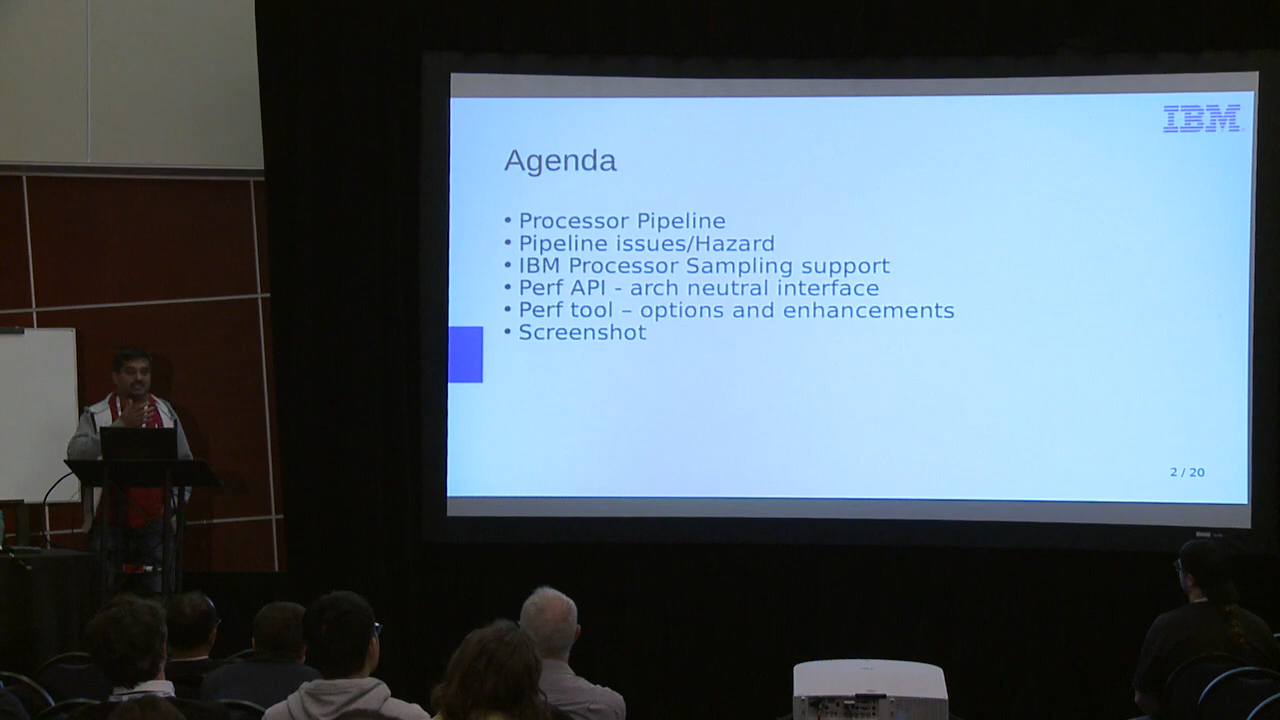 IBM
Agenda
• Processor Pipeline
• Pipeline issues/Hazard
• IBM Processor Sampling support
• Perf API - arch neutral interface
• Perf tool – options and enhancements
• Screenshot
2 / 20